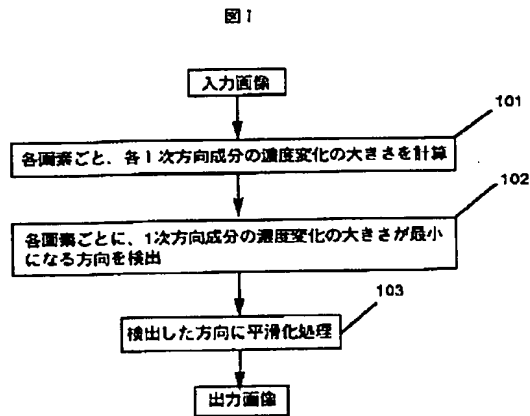 図1
入力画像
101
各画素ごと、各1次方向成分の濃度変化の大きさを計算
102
各画素ごとに、1次方向成分の濃度変化の大きさが最小
になる方向を検出
103
検出した方向に平滑化処理
出力画像